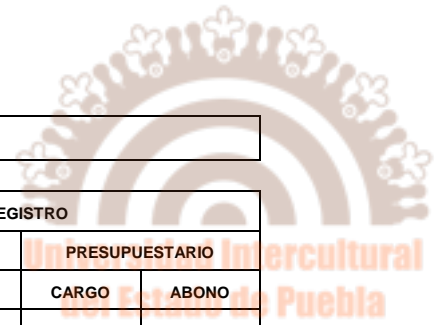 EGISTRO
PRESUPUESTARIO
CARGO ABONO
Universidad Intercultural
del Estado de Puebla